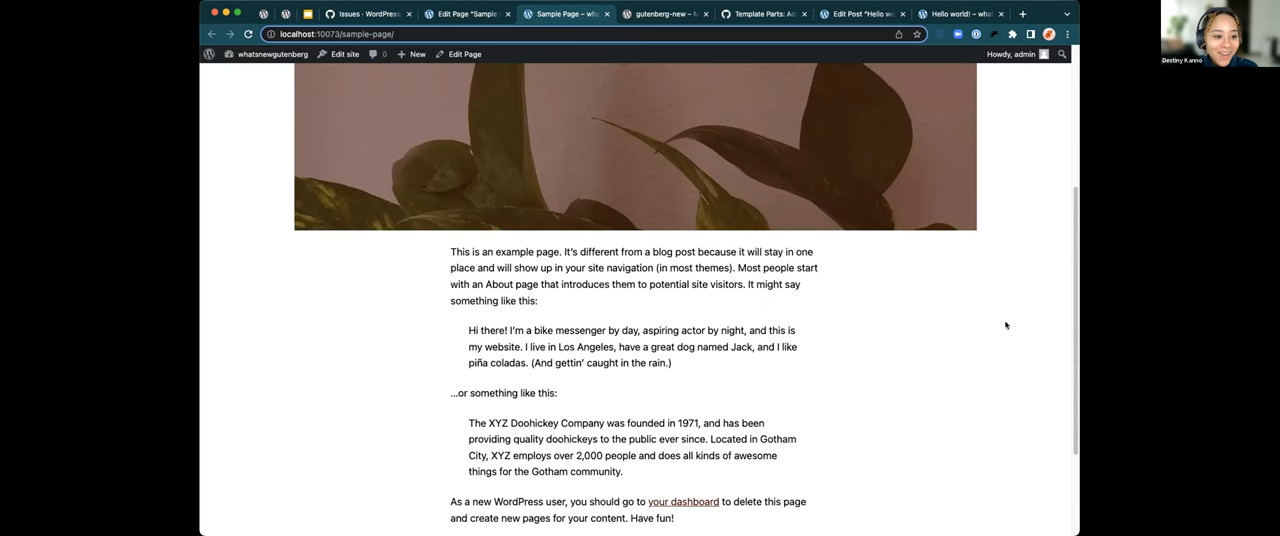 Issues · WordPress
Edit Page "Sample
Sample Page – wha
gutenberg-new – M
Template Parts: Ad
Edit Post "Hello wo
Hello world! – what
localhost:10073/sample-page/
whatsnewgutenberg
Edit site
0
New
Edit Page
Howdy, admin
Destiny Kanno
This is an example page. It's different from a blog post because it will stay in one
place and will show up in your site navigation (in most themes). Most people start
with an About page that introduces them to potential site visitors. It might say
something like this:
Hi there! I'm a bike messenger by day, aspiring actor by night, and this is
my website. I live in Los Angeles, have a great dog named Jack, and I like
piña coladas. (And gettin' caught in the rain.)
...or something like this:
The XYZ Doohickey Company was founded in 1971, and has been
providing quality doohickeys to the public ever since. Located in Gotham
City, XYZ employs over 2,000 people and does all kinds of awesome
things for the Gotham community.
As a new WordPress user, you should go to your dashboard to delete this page
and create new pages for your content. Have fun!